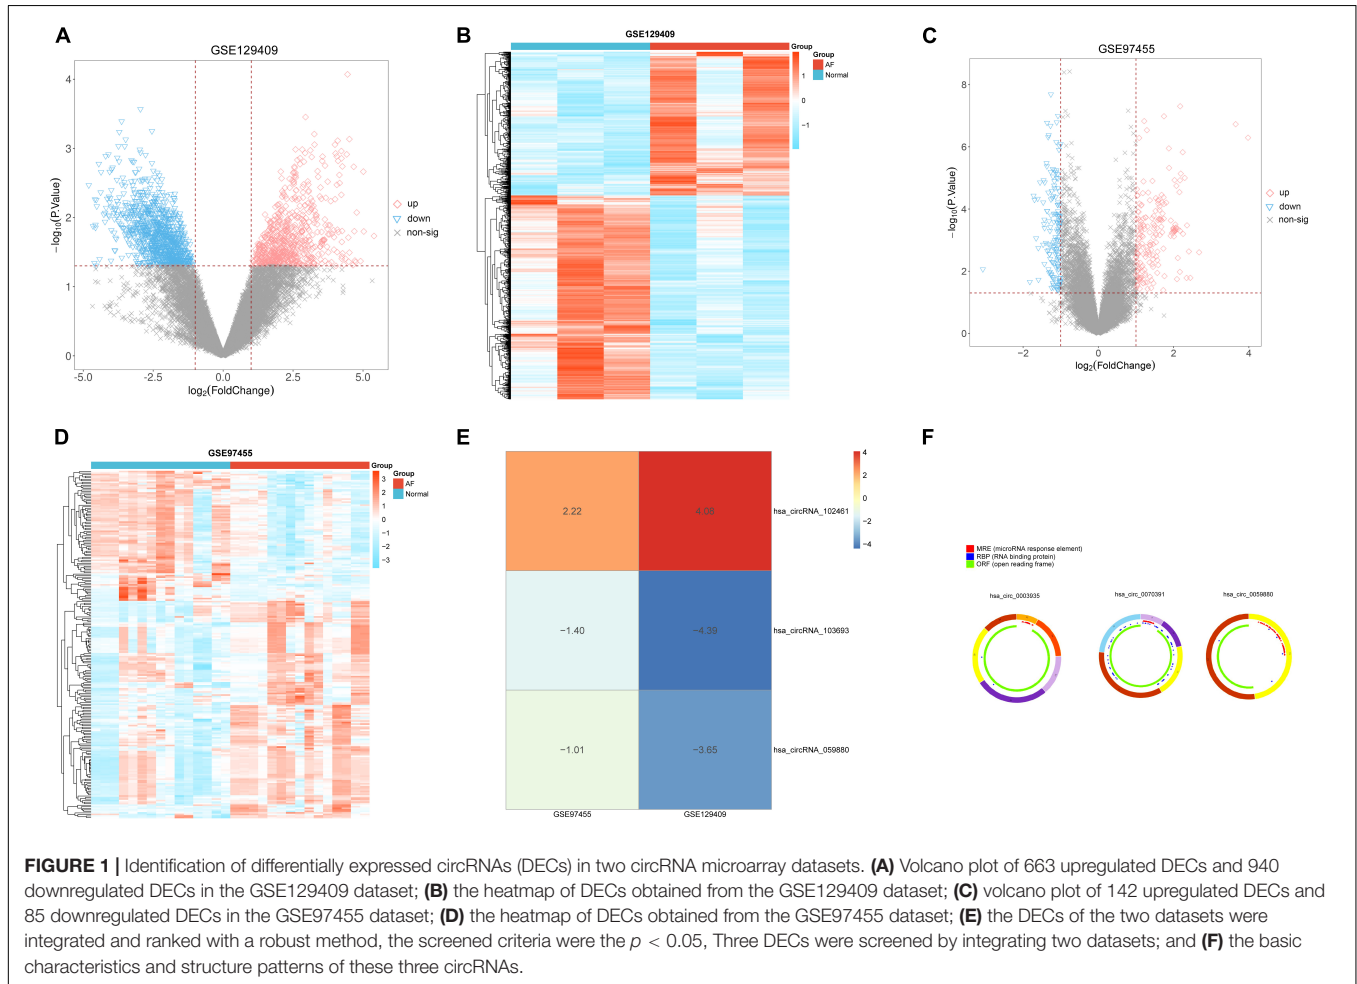 A
GSE129409
4
3
2
1
0
−log10(P.Value)
-5.0
-2.5
0.0
2.5
5.0
log2(FoldChange)
up
down
non-sig
B
GSE129409
Group
1
0
−1
Group
AF
Normal
C
GSE97455
8
6
4
2
0
−log10(P.Value)
−2
0
2
4
log2(FoldChange)
up
down
non-sig
D
GSE97455
Group
3
2
1
0
−1
−2
−3
Group
AF
Normal
E
2.22
4.08
hsa_circRNA_102461
−1.40
−4.39
hsa_circRNA_103693
−1.01
−3.65
hsa_circRNA_059880
GSE97455
GSE129409
4
2
0
−2
−4
F
MRE (microRNA response element)
RBP (RNA binding protein)
ORF (open reading frame)
hsa_circ_0003935
hsa_circ_0070391
hsa_circ_0059880
FIGURE 1 | Identification of differentially expressed circRNAs (DECs) in two circRNA microarray datasets. (A) Volcano plot of 663 upregulated DECs and 940
downregulated DECs in the GSE129409 dataset; (B) the heatmap of DECs obtained from the GSE129409 dataset; (C) volcano plot of 142 upregulated DECs and
85 downregulated DECs in the GSE97455 dataset; (D) the heatmap of DECs obtained from the GSE97455 dataset; (E) the DECs of the two datasets were
integrated and ranked with a robust method, the screened criteria were the p < 0.05, Three DECs were screened by integrating two datasets; and (F) the basic
characteristics and structure patterns of these three circRNAs.